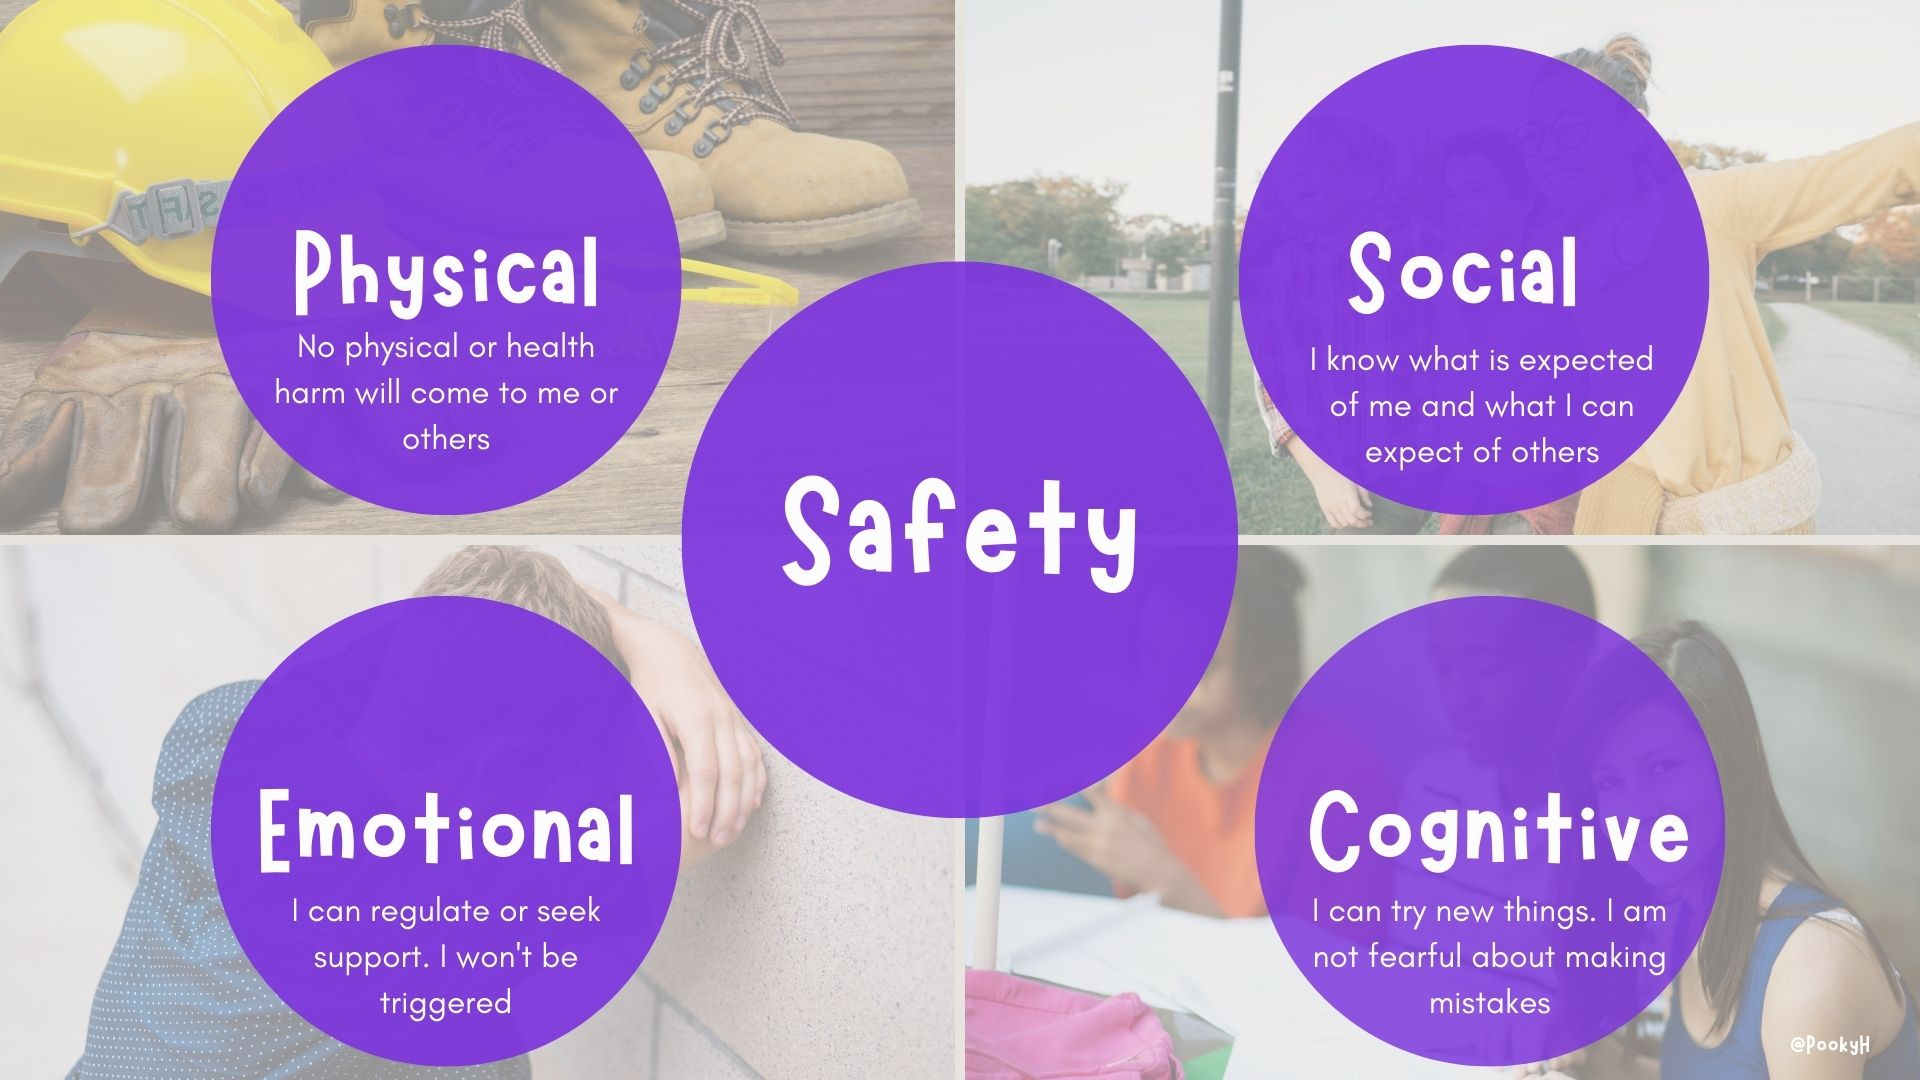 Physical
No physical or health
harm will come to me or
others
Social
I know what is expected
of me and what I can
expect of others
Safety
Emotional
I can regulate or seek
support. I won't be
triggered
Cognitive
I can try new things. I am
not fearful about making
mistakes
@PookyH